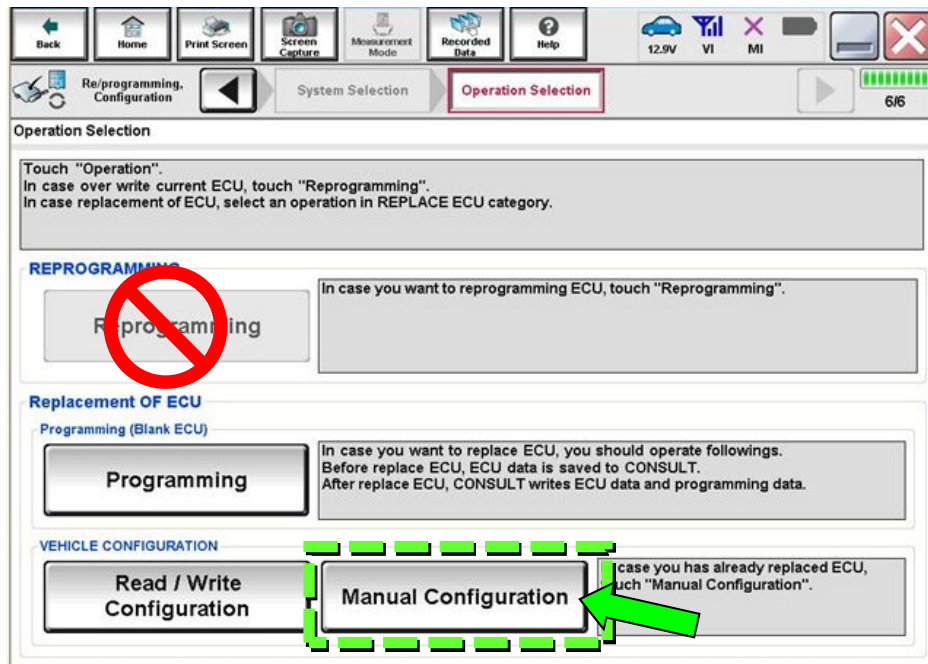 Back
Home
Print Screen
Screen
Capture
Measurement
Mode
Recorded
Data
Help
12.9V
VI
MI
Re/programming,
Configuration
System Selection
Operation Selection
6/6
Operation Selection
Touch "Operation".
In case over write current ECU, touch "Reprogramming".
In case replacement of ECU, select an operation in REPLACE ECU category.
REPROGRAMMING
Reprogramming
In case you want to reprogramming ECU, touch "Reprogramming".
Replacement OF ECU
Programming (Blank ECU)
Programming
In case you want to replace ECU, you should operate followings.
Before replace ECU, ECU data is saved to CONSULT.
After replace ECU, CONSULT writes ECU data and programming data.
VEHICLE CONFIGURATION
Read / Write
Configuration
Manual Configuration
case you has already replaced ECU,
uch "Manual Configuration".